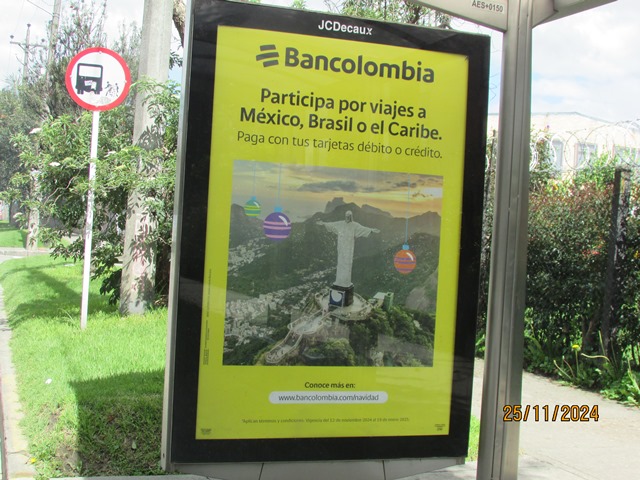 AES+0150
JCDecaux
Bancolombia
Participa por viajes a
México, Brasil o el Caribe.
Paga con tus tarjetas débito o crédito.
Conoce más en:
www.bancolombia.com/navidad
25/11/2024